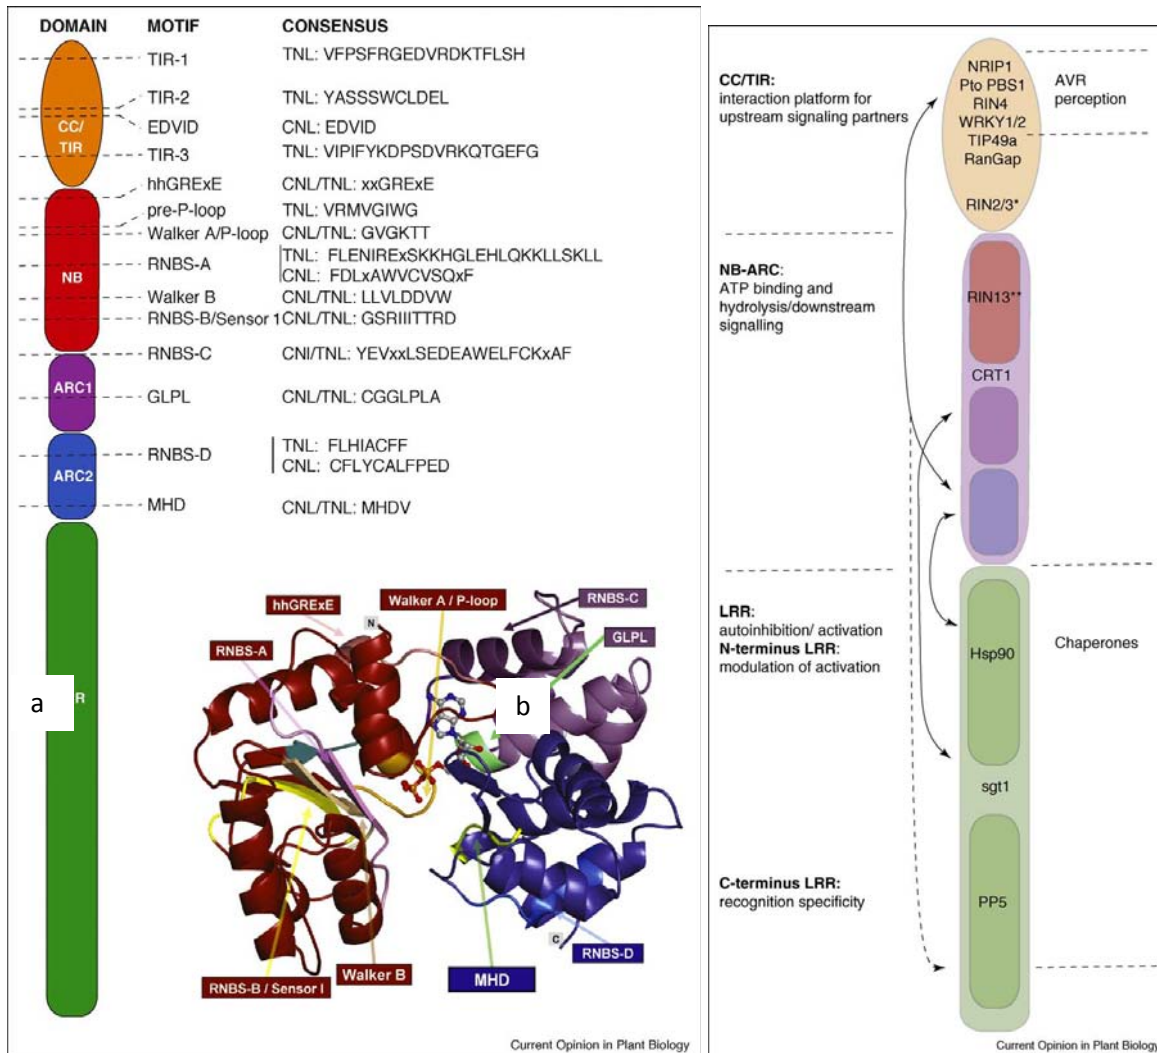 DOMAIN MOTIF CONSENSUS
TIR-1 TNL: VFPSFRGEDVRDKTFLSH
TIR-2 TNL: YASSSWCLDEL
EDVID CNL: EDVID
CC/
TIR
TIR-3 TNL: VIPIFYKDPSDVRKQTGEFG
hhGRExE CNL/TNL: xxGRExE
pre-P-loop TNL: VRMVGIWG
Walker A/P-loop CNL/TNL: GVGKTT
NB
RNBS-A TNL: FLENIRExSKKHGLEHLQKKLLSKLL
CNL: FDLxAWVCVSQxF
Walker B CNL/TNL: LLVLDDVW
RNBS-B/Sensor 1 CNL/TNL: GSRIIITTRD
RNBS-C CNI/TNL: YEVxxLSEDEAWELFCKxAF
ARC1
GLPL CNL/TNL: CGGLPLA
RNBS-D TNL: FLHIACFF
CNL: CFLYCALFPED
ARC2
MHD CNI/TNL: MHDV
a
R
hhGRExE
N
Walker A / P-loop
RNBS-C
RNBS-A
GLPL
b
RNBS-B / Sensor I
Walker B
MHD
RNBS-D
C
Current Opinion in Plant Biology
CC/TIR:
interaction platform for
upstream signaling partners
NRIP1
Pto PBS1
RIN4
WRKY1/2
TIP49a
RanGap
RIN2/3*
AVR
perception
NB-ARC:
ATP binding and
hydrolysis/downstream
signalling
RIN13**
CRT1
LRR:
autoinhibition/ activation
N-terminus LRR:
modulation of activation
Hsp90
Chaperones
sgt1
C-terminus LRR:
recognition specificity
PP5
Current Opinion in Plant Biology